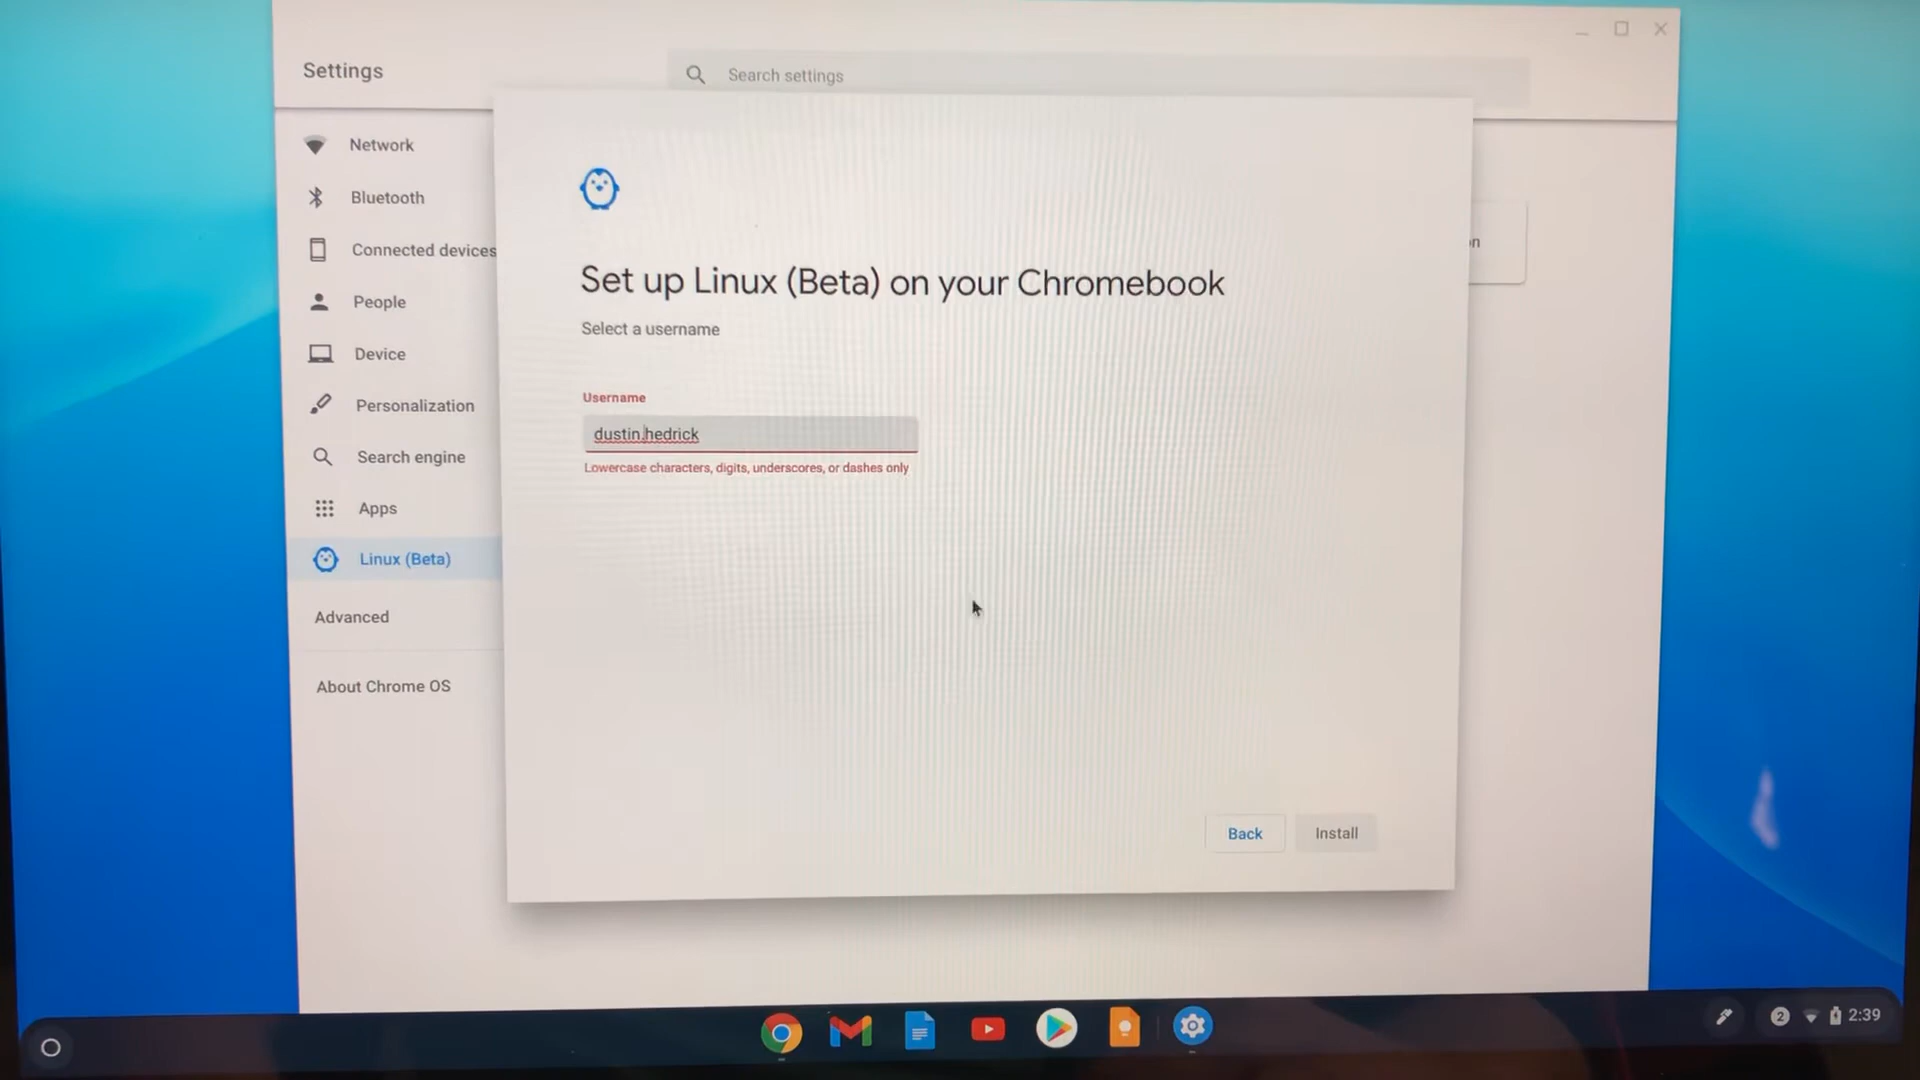 Settings
Search settings
Network
Bluetooth
Connected devices
People
Device
Personalization
Search engine
Apps
Linux (Beta)
Advanced
About Chrome OS
Set up Linux (Beta) on your Chromebook
Select a username
Username
dustin.hedrick
Lowercase characters, digits, underscores, or dashes only
n
Back
Install
2
2:39